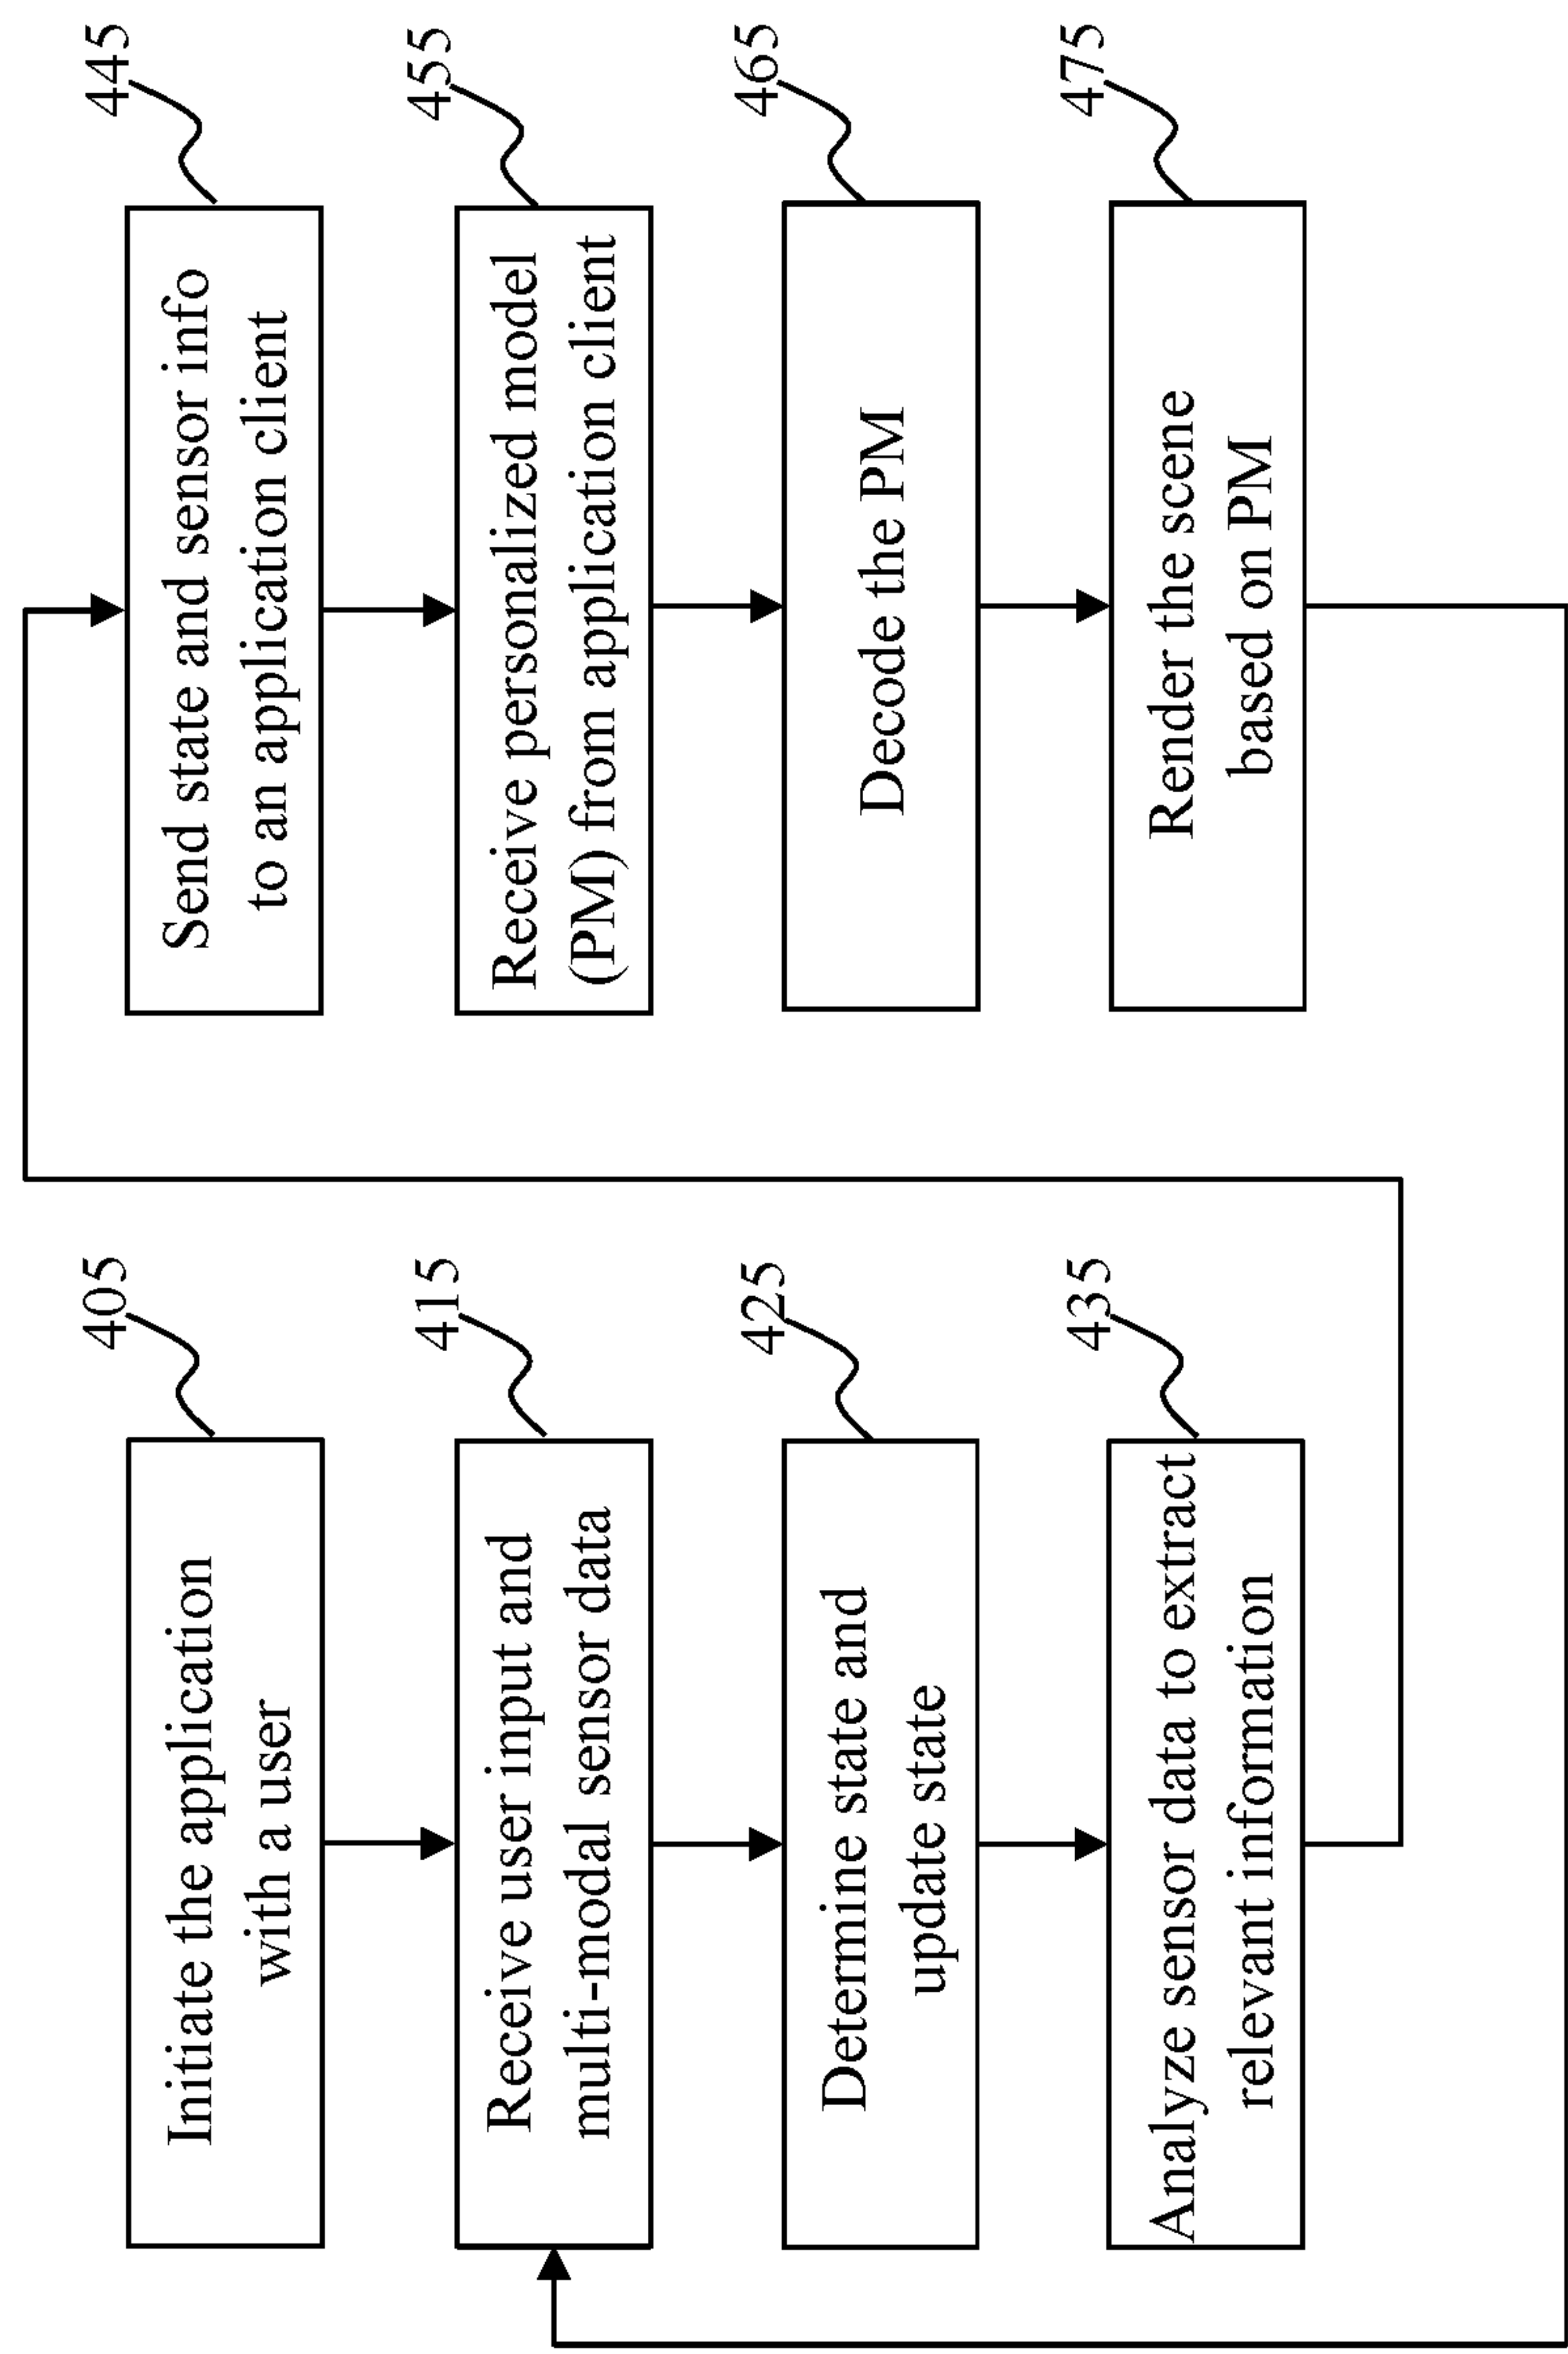 405
Initiate the application
with a user
415
Receive user input and
multi-modal sensor data
425
Determine state and
update state
435
Analyze sensor data to extract
relevant information
445
Send state and sensor info
to an application client
455
Receive personalized model
(PM) from application client
465
Decode the PM
475
Render the scene
based on PM